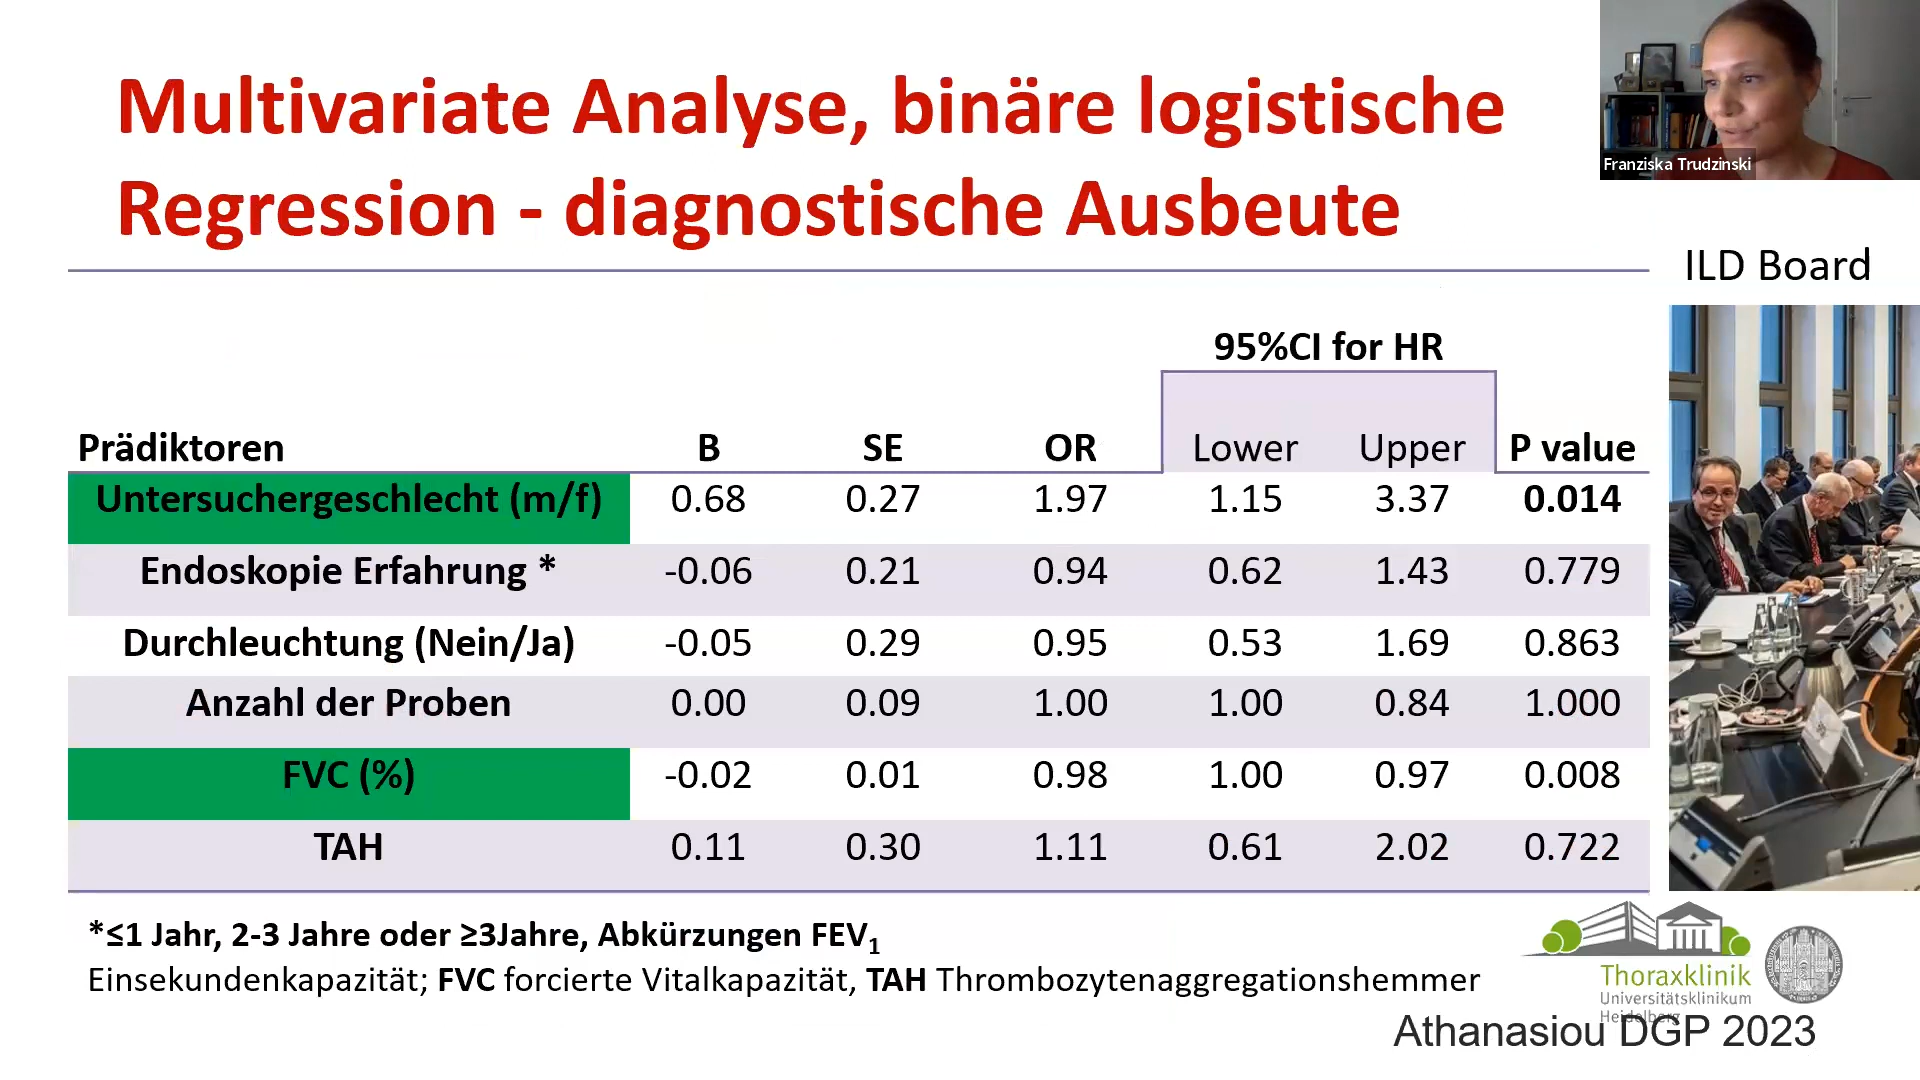 Multivariate Analyse, binäre logistische
Regression - diagnostische Ausbeute
Franziska Trudzinski
ILD Board
95%CI for HR
Prädiktoren B SE OR Lower Upper P value
Untersuchergeschlecht (m/f) 0.68 0.27 1.97 1.15 3.37 0.014
Endoskopie Erfahrung * -0.06 0.21 0.94 0.62 1.43 0.779
Durchleuchtung (Nein/Ja) -0.05 0.29 0.95 0.53 1.69 0.863
Anzahl der Proben 0.00 0.09 1.00 1.00 0.84 1.000
FVC (%) -0.02 0.01 0.98 1.00 0.97 0.008
TAH 0.11 0.30 1.11 0.61 2.02 0.722
*≤1 Jahr, 2-3 Jahre oder ≥3Jahre, Abkürzungen FEV1
Einsekundenkapazität; FVC forcierte Vitalkapazität, TAH Thrombozytenaggregationshemmer
Thoraxklinik
Universitätsklinikum
Heidelberg
Athanasiou DGP 2023